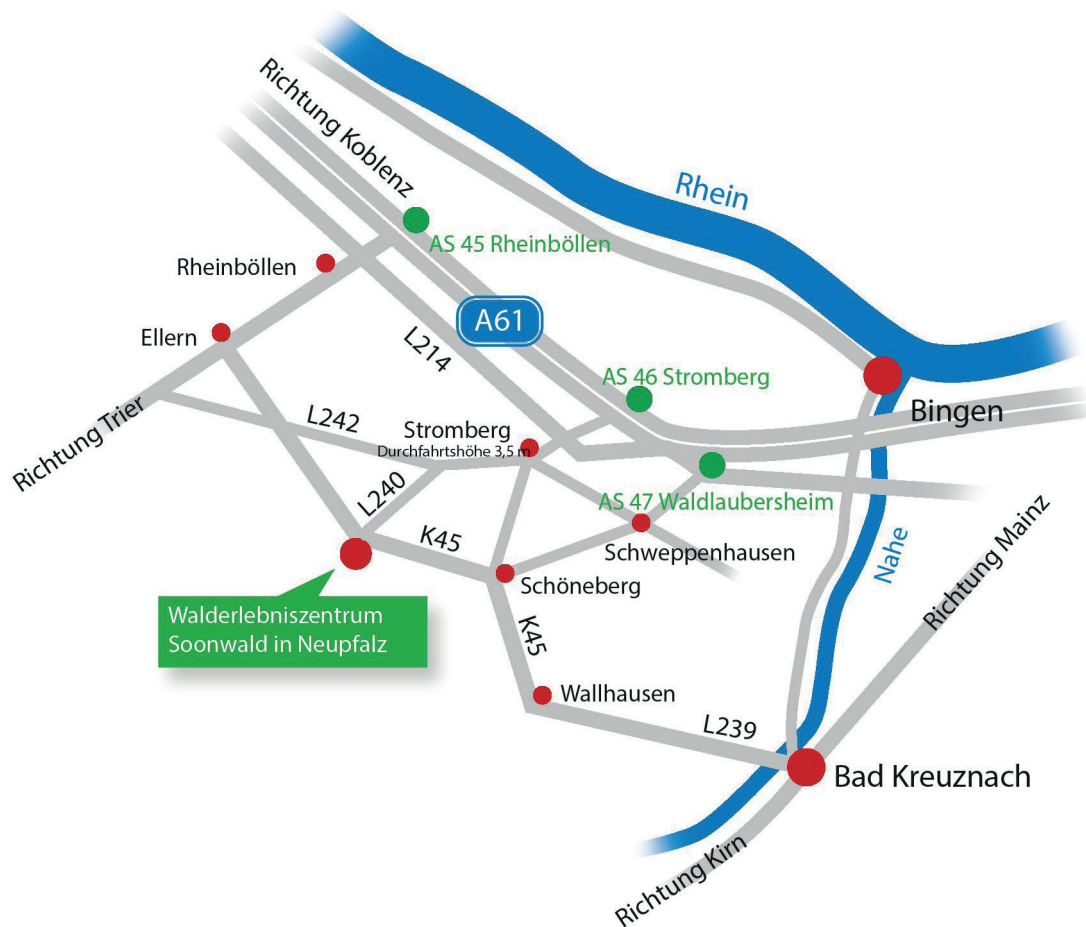 Richtung Koblenz
Rhein
AS 45 Rheinböllen
Rheinböllen
A61
Ellern
L214
AS 46 Stromberg
Bingen
Richtung Trier
L242
Stromberg
Durchfahrtshöhe 3,5 m
L240
AS 47 Waldlaubersheim
K45
Schweppenhausen
Nahe
Richtung Mainz
Schöneberg
Walderlebniszentrum
Soonwald in Neupfalz
K45
Wallhausen
L239
Bad Kreuznach
Richtung Kirn